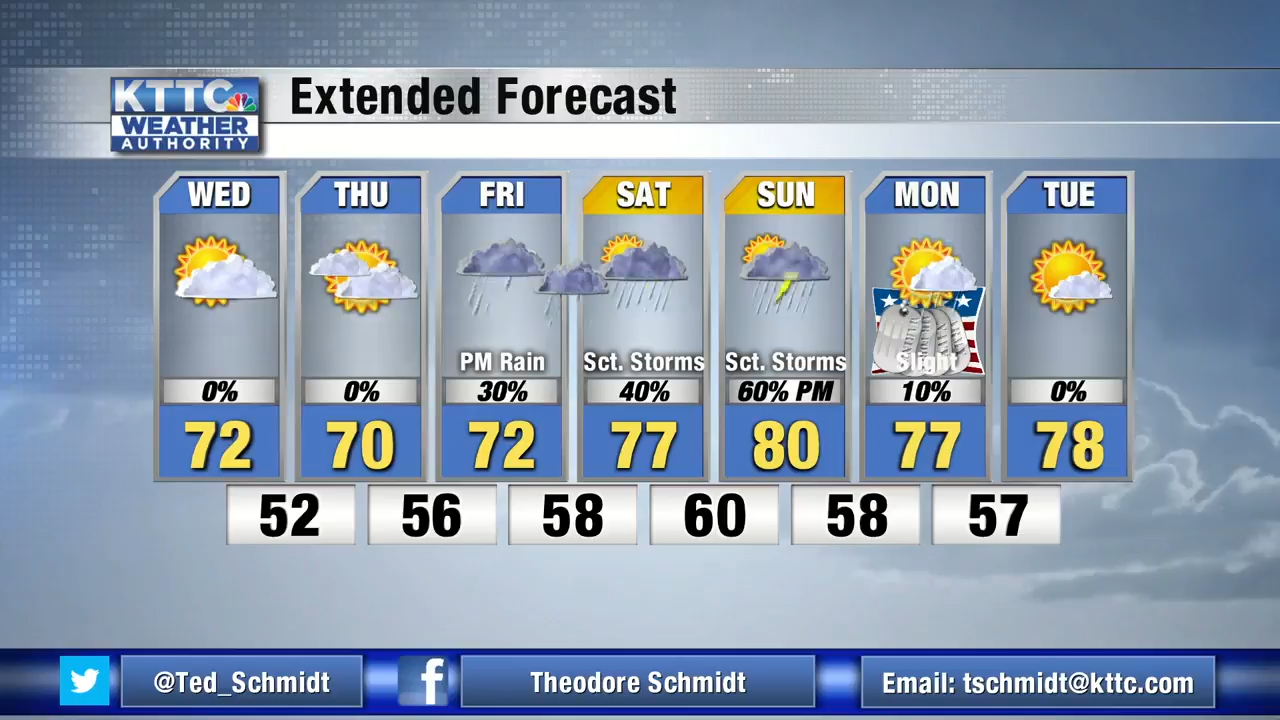 KTTC
WEATHER
AUTHORITY
Extended Forecast
WED THU FRI SAT SUN MON TUE
PM Rain Sct. Storms Sct. Storms Slight
0% 0% 30% 40% 60% PM 10% 0%
72 70 72 77 80 77 78
52 56 58 60 58 57
@Ted_Schmidt Theodore Schmidt Email: tschmidt@kttc.com